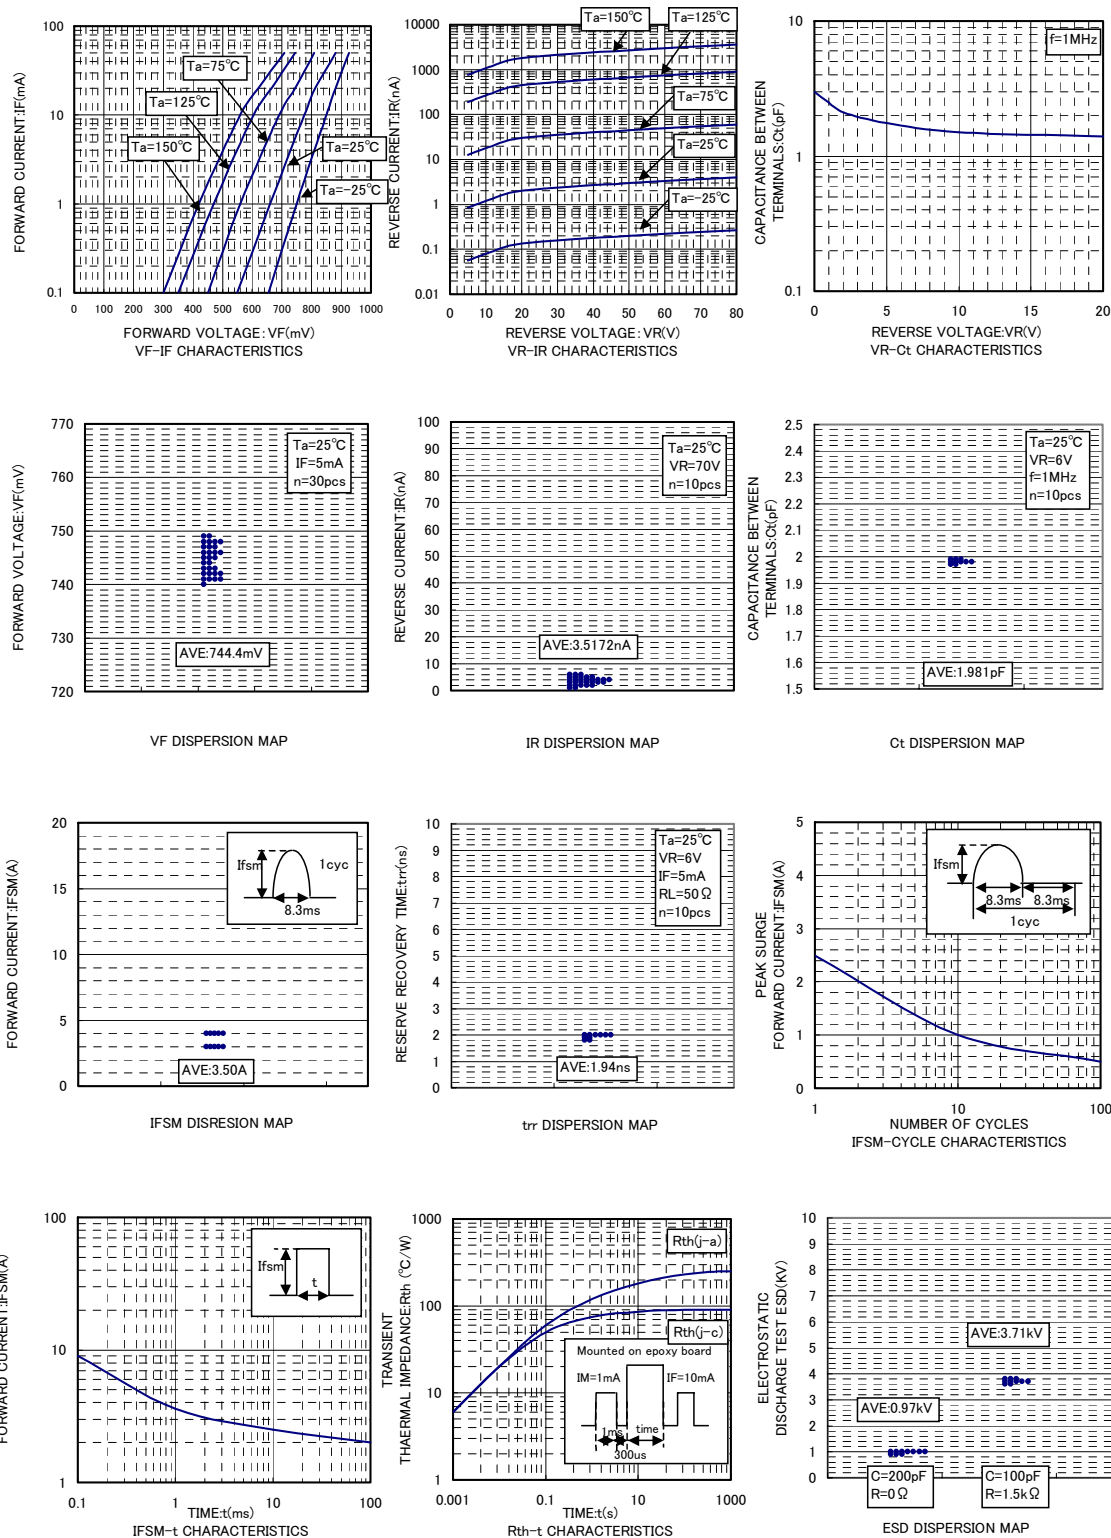 100
10
1
0.1
FORWARD CURRENT:IF(mA)
Ta=75℃
Ta=125℃
Ta=150℃
Ta=25℃
Ta=-25℃
0 100 200 300 400 500 600 700 800 900 1000
FORWARD VOLTAGE:VF(mV)
VF-IF CHARACTERISTICS
10000
1000
100
10
1
0.1
0.01
REVERSE CURRENT:IR(nA)
Ta=150℃
Ta=125℃
Ta=75℃
Ta=25℃
Ta=-25℃
0 10 20 30 40 50 60 70 80
REVERSE VOLTAGE:VR(V)
VR-IR CHARACTERISTICS
10
1
0.1
CAPACITANCE BETWEEN
TERMINALS:Ct(pF)
f=1MHz
0 5 10 15 20
REVERSE VOLTAGE:VR(V)
VR-Ct CHARACTERISTICS
770
760
750
740
730
720
FORWARD VOLTAGE:VF(mV)
Ta=25℃
IF=5mA
n=30pcs
AVE:744.4mV
VF DISPERSION MAP
100
90
80
70
60
50
40
30
20
10
0
REVERSE CURRENT:IR(nA)
Ta=25℃
VR=70V
n=10pcs
AVE:3.5172nA
IR DISPERSION MAP
2.5
2.4
2.3
2.2
2.1
2
1.9
1.8
1.7
1.6
1.5
CAPACITANCE BETWEEN
TERMINALS:Ct(pF)
Ta=25℃
VR=6V
f=1MHz
n=10pcs
AVE:1.981pF
Ct DISPERSION MAP
20
15
10
5
0
FORWARD CURRENT:IFSM(A)
Ifsm
1cyc
8.3ms
AVE:3.50A
IFSM DISRESION MAP
10
9
8
7
6
5
4
3
2
1
0
RESERVE RECOVERY TIME:trr(ns)
Ta=25℃
VR=6V
IF=5mA
RL=50Ω
n=10pcs
AVE:1.94ns
trr DISPERSION MAP
5
4
3
2
1
0
PEAK SURGE
FORWARD CURRENT:IFSM(A)
Ifsm
8.3ms 8.3ms
1cyc
1 10 100
NUMBER OF CYCLES
IFSM-CYCLE CHARACTERISTICS
100
10
1
FORWARD CURRENT:IFSM(A)
Ifsm
t
0.1 1 10 100
TIME:t(ms)
IFSM-t CHARACTERISTICS
1000
100
10
1
TRANSIENT
THAERMAL IMPEDANCE:Rth (℃/W)
Rth(j-a)
Rth(j-c)
Mounted on epoxy board
IM=1mA IF=10mA
1ms time
300us
0.001 0.1 10 1000
TIME:t(s)
Rth-t CHARACTERISTICS
10
9
8
7
6
5
4
3
2
1
0
ELECTROSTATIC
DISCHARGE TEST ESD(KV)
AVE:3.71kV
AVE:0.97kV
C=200pF
R=0Ω
C=100pF
R=1.5kΩ
ESD DISPERSION MAP